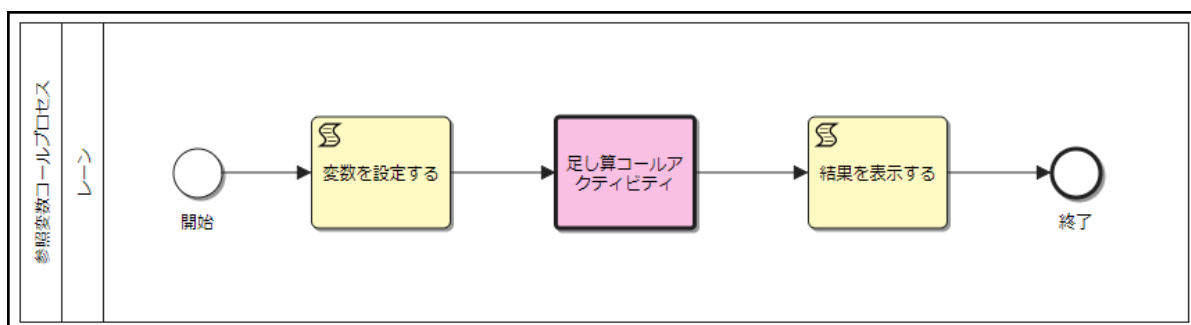 参照変数コールプロセス
レーン
開始
変数を設定する
足し算コールア
クティビティ
結果を表示する
終了